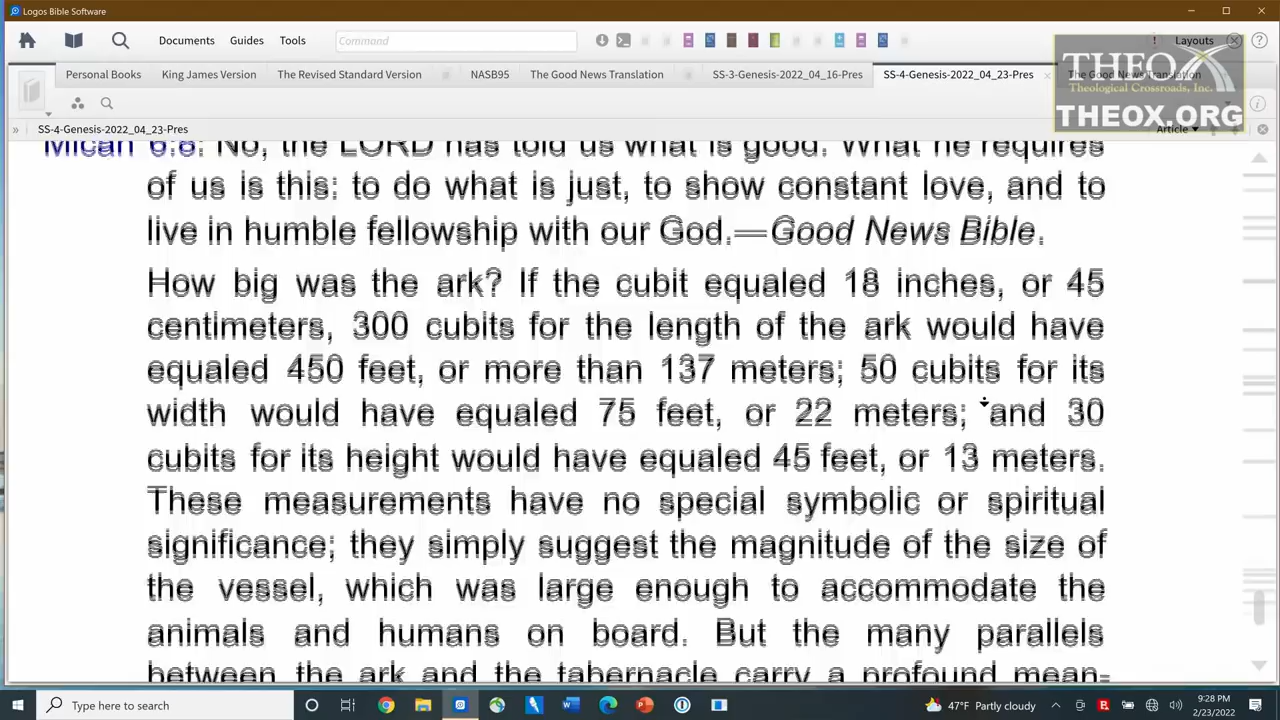 Logos Bible Software
Documents Guides Tools Command Layouts
THEOX
Theological Crossroads, Inc.
THEOX.ORG
Personal Books King James Version The Revised Standard Version NASB95 The Good News Translation SS-3-Genesis-2022_04_16-Pres SS-4-Genesis-2022_04_23-Pres The Good News Translation
SS-4-Genesis-2022_04_23-Pres Article
Micah 6:8: No, the LORD has told us what is good. What he requires
of us is this: to do what is just, to show constant love, and to
live in humble fellowship with our God.—Good News Bible.
How big was the ark? If the cubit equaled 18 inches, or 45
centimeters, 300 cubits for the length of the ark would have
equaled 450 feet, or more than 137 meters; 50 cubits for its
width would have equaled 75 feet, or 22 meters; and 30
cubits for its height would have equaled 45 feet, or 13 meters.
These measurements have no special symbolic or spiritual
significance; they simply suggest the magnitude of the size of
the vessel, which was large enough to accommodate the
animals and humans on board. But the many parallels
between the ark and the tabernacle carry a profound mean-
Type here to search 47°F Partly cloudy 9:28 PM
2/23/2022